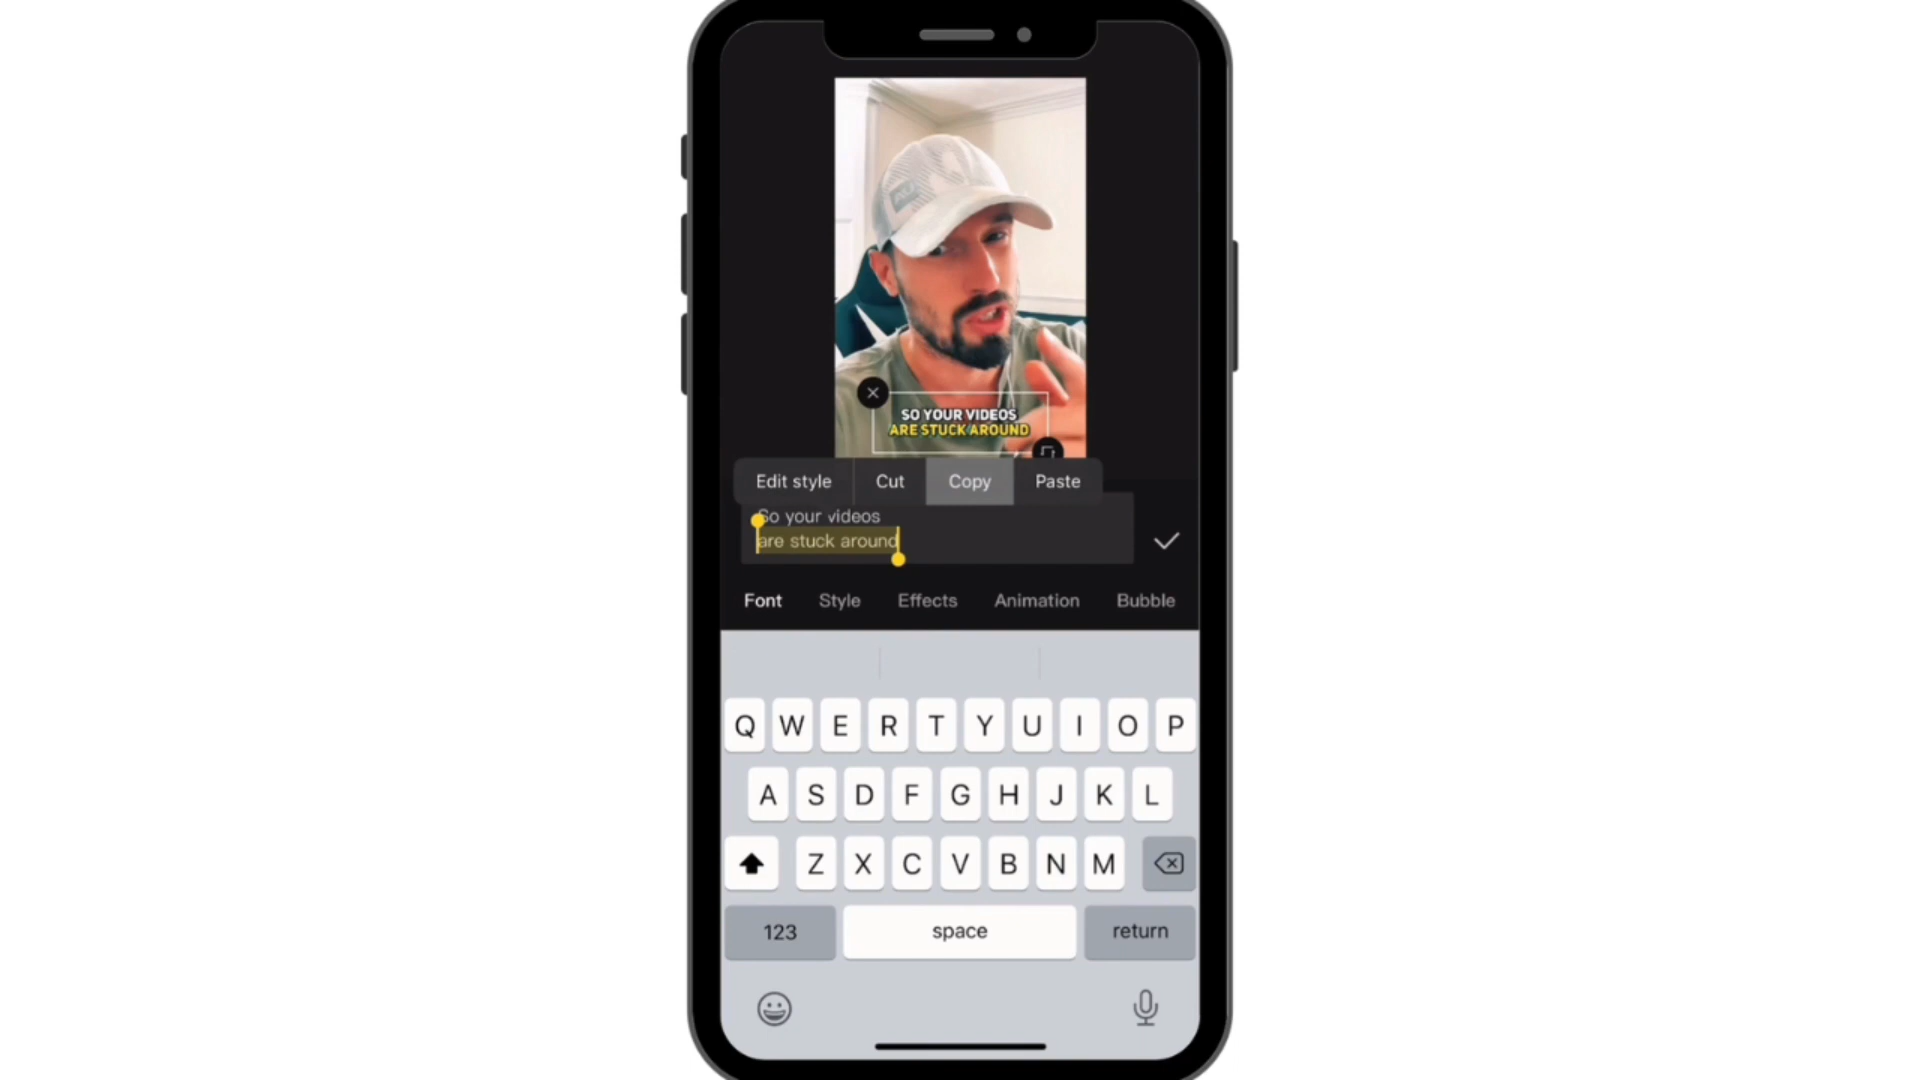 SO YOUR VIDEOS
ARE STUCK AROUND
Edit style Cut Copy Paste
So your videos
are stuck around
Font Style Effects Animation Bubble
Q W E R T Y U I O P
A S D F G H J K L
Z X C V B N M
123 space return